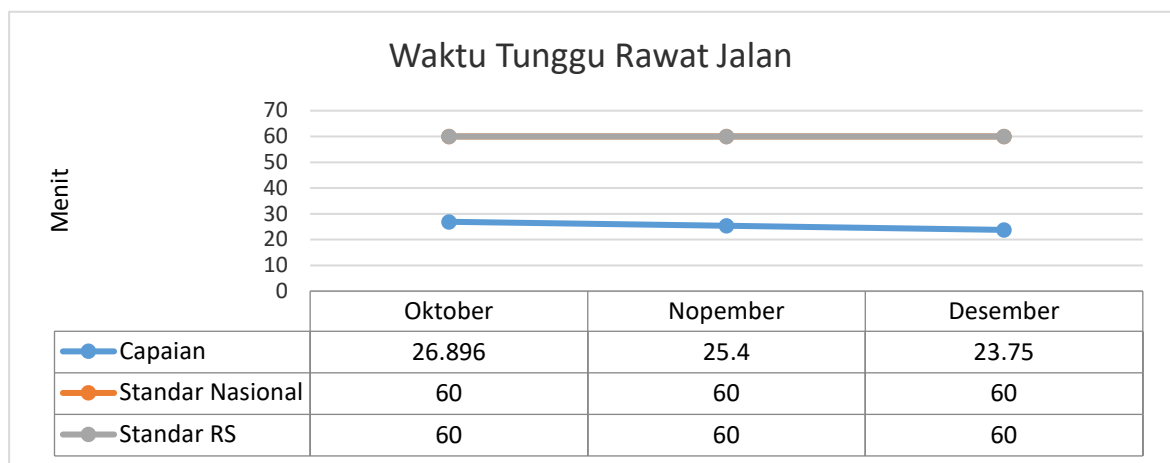 Waktu Tunggu Rawat Jalan
Menit
70
60
50
40
30
20
10
0
Oktober Nopember Desember
Capaian 26.896 25.4 23.75
Standar Nasional 60 60 60
Standar RS 60 60 60